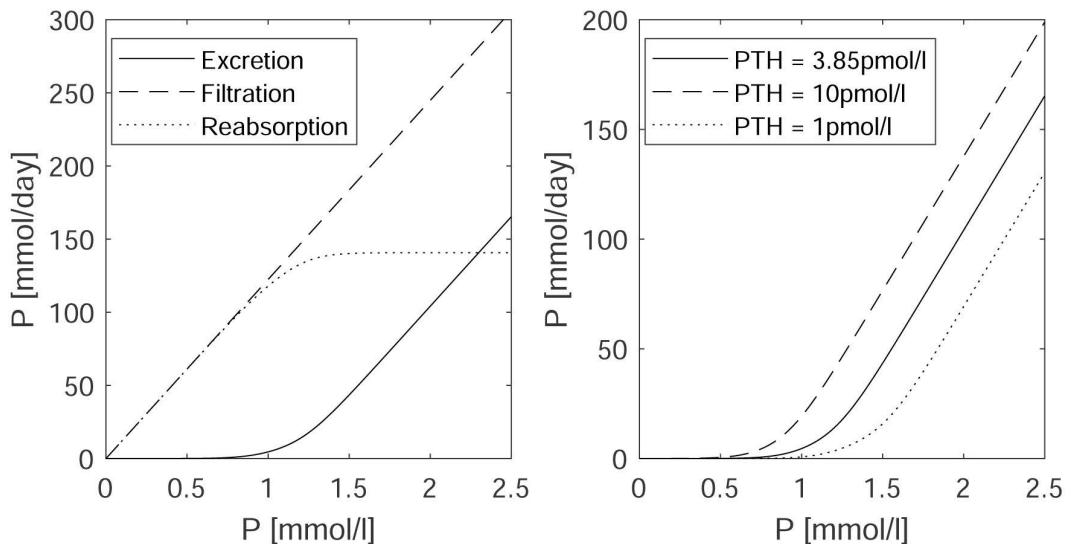 300
250
200
150
100
50
0
P [mmol/day]
Excretion
Filtration
Reabsorption
0 0.5 1 1.5 2 2.5
P [mmol/l]
200
150
100
50
0
P [mmol/day]
PTH = 3.85pmol/l
PTH = 10pmol/l
PTH = 1pmol/l
0 0.5 1 1.5 2 2.5
P [mmol/l]